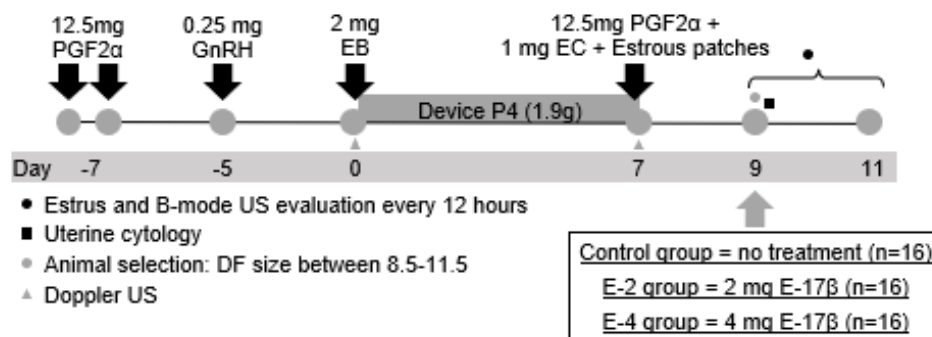 12.5mg
PGF2α
0.25 mg
GnRH
2 mg
EB
12.5mg PGF2α +
1 mg EC + Estrous patches
Device P4 (1.9g)
Day -7 -5 0 7 9 11
Estrus and B-mode US evaluation every 12 hours
Uterine cytology
Animal selection: DF size between 8.5-11.5
Doppler US
Control group = no treatment (n=16)
E-2 group = 2 mg E-17β (n=16)
E-4 group = 4 mg E-17β (n=16)